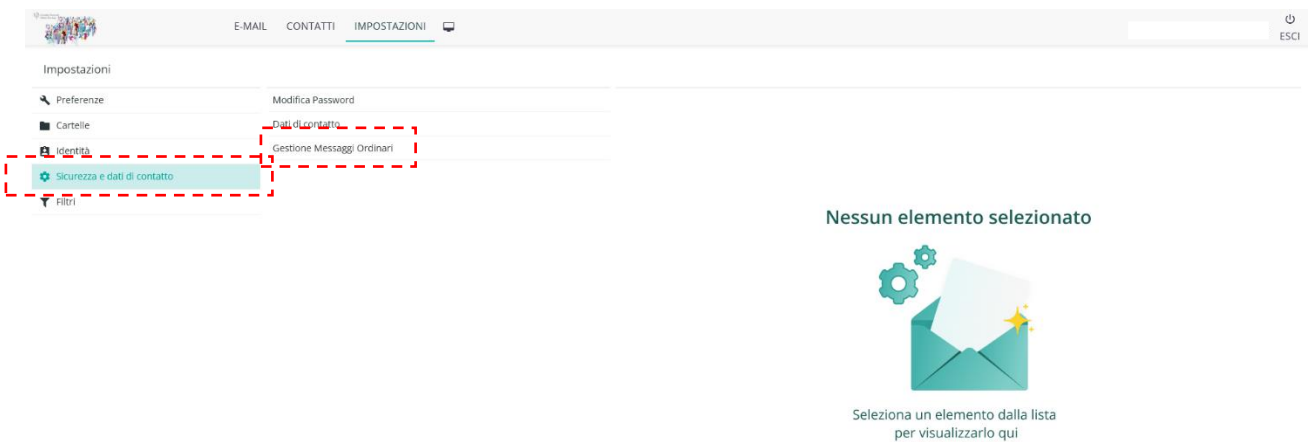 E-MAIL CONTATTI IMPOSTAZIONI
ESCI
Impostazioni
Preferenze
Cartelle
Identità
Sicurezza e dati di contatto
Filtri
Modifica Password
Dati di contatto
Gestione Messaggi Ordinari
Nessun elemento selezionato
Seleziona un elemento dalla lista
per visualizzarlo qui